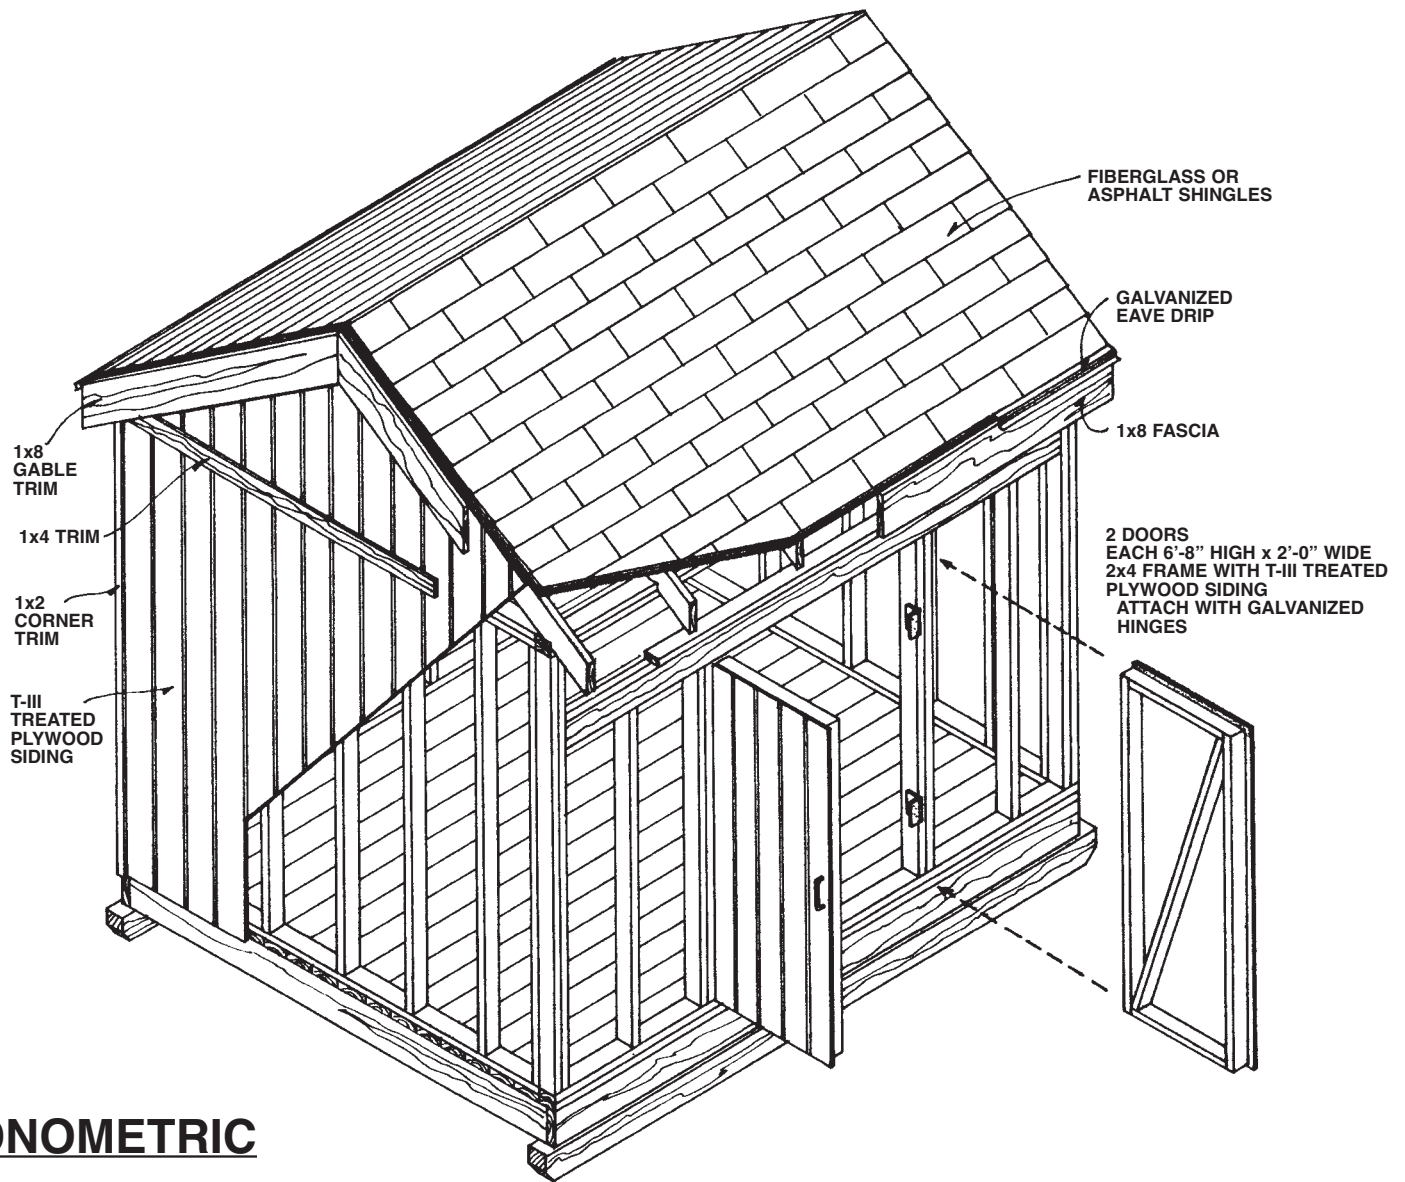 FIBERGLASS OR
ASPHALT SHINGLES
GALVANIZED
EAVE DRIP
1x8 FASCIA
1x8
GABLE
TRIM
1x4 TRIM
1x2
CORNER
TRIM
T-III
TREATED
PLYWOOD
SIDING
2 DOORS
EACH 6’-8” HIGH x 2’-0” WIDE
2x4 FRAME WITH T-III TREATED
PLYWOOD SIDING
ATTACH WITH GALVANIZED
HINGES
ONOMETRIC